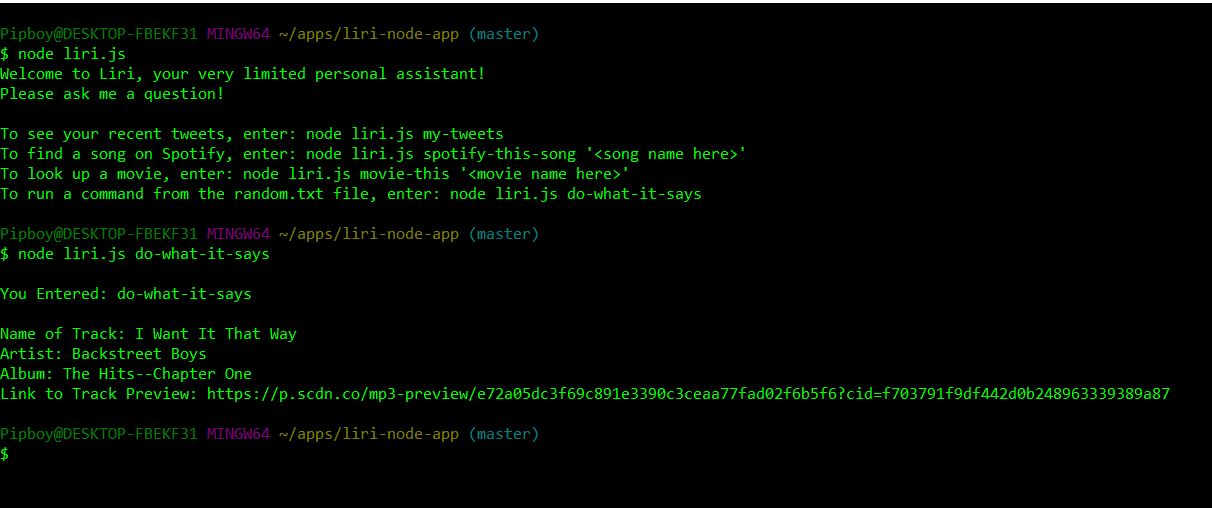 Pipboy@DESKTOP-FBEKF31 MINGW64 ~/apps/liri-node-app (master)
$ node liri.js
Welcome to Liri, your very limited personal assistant!
Please ask me a question!
To see your recent tweets, enter: node liri.js my-tweets
To find a song on Spotify, enter: node liri.js spotify-this-song '<song name here>'
To look up a movie, enter: node liri.js movie-this '<movie name here>'
To run a command from the random.txt file, enter: node liri.js do-what-it-says
Pipboy@DESKTOP-FBEKF31 MINGW64 ~/apps/liri-node-app (master)
$ node liri.js do-what-it-says
You Entered: do-what-it-says
Name of Track: I Want It That Way
Artist: Backstreet Boys
Album: The Hits--Chapter One
Link to Track Preview: https://p.scdn.co/mp3-preview/e72a05dc3f69c891e3390c3ceaa77fad02f6b5f6?cid=f703791f9df442d0b248963339389a87
Pipboy@DESKTOP-FBEKF31 MINGW64 ~/apps/liri-node-app (master)
$